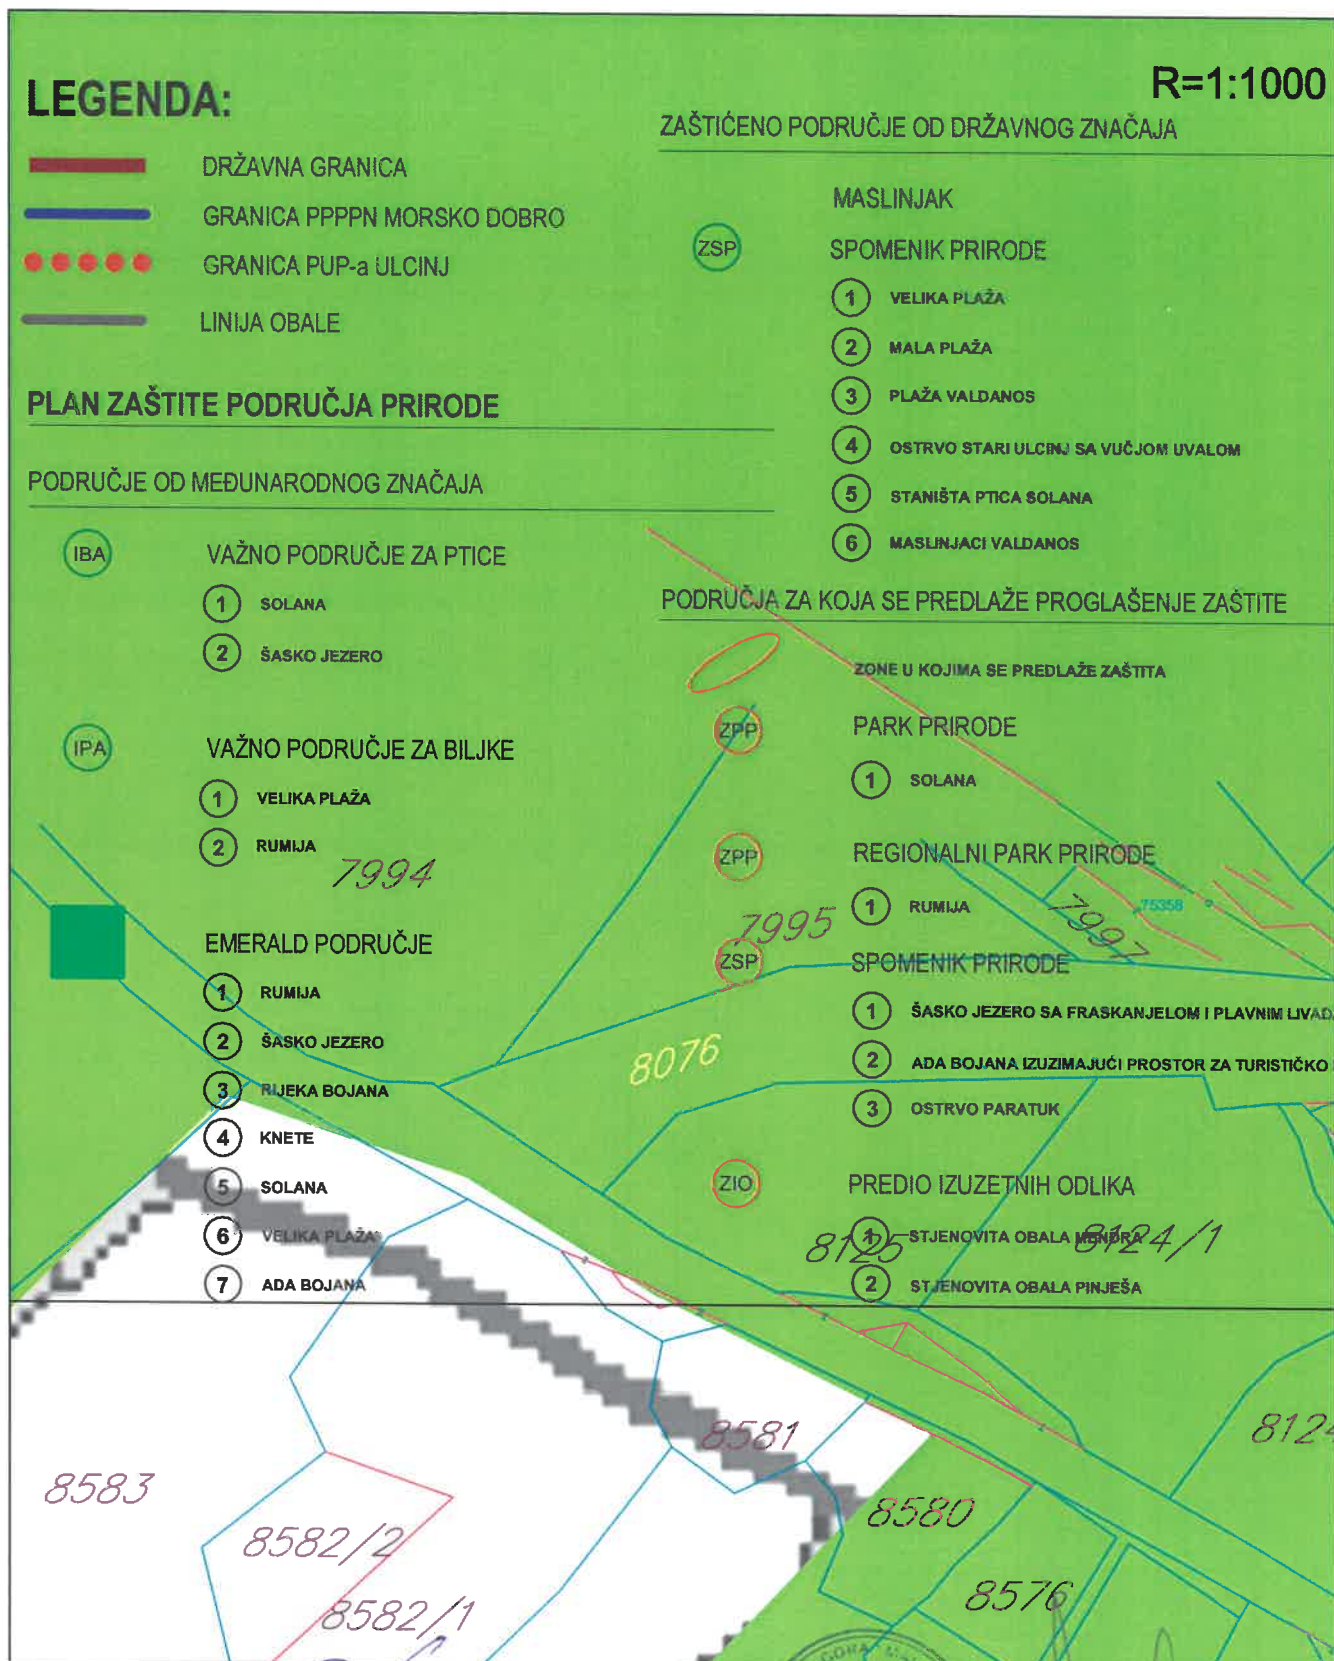 LEGENDA:
R=1:1000
DRŽAVNA GRANICA
GRANICA PPPPN MORSKO DOBRO
GRANICA PUP-a ULCINJ
LINIJA OBALE
PLAN ZAŠTITE PODRUČJA PRIRODE
PODRUČJE OD MEĐUNARODNOG ZNAČAJA
IBA VAŽNO PODRUČJE ZA PTICE
1 SOLANA
2 ŠASKO JEZERO
IPA VAŽNO PODRUČJE ZA BILJKE
1 VELIKA PLAŽA
2 RUMIJA
7994
EMERALD PODRUČJE
1 RUMIJA
2 ŠASKO JEZERO
3 RIJEKA BOJANA
4 KNETE
5 SOLANA
6 VELIKA PLAŽA
7 ADA BOJANA
ZAŠTIĆENO PODRUČJE OD DRŽAVNOG ZNAČAJA
MASLINJAK
ZSP SPOMENIK PRIRODE
1 VELIKA PLAŽA
2 MALA PLAŽA
3 PLAŽA VALDANOS
4 OSTRVO STARI ULCINJ SA VUČJOM UVALOM
5 STANIŠTA PTICA SOLANA
6 MASLINJACI VALDANOS
PODRUČJA ZA KOJA SE PREDLAŽE PROGLAŠENJE ZAŠTITE
ZONE U KOJIMA SE PREDLAŽE ZAŠTITA
ZPP PARK PRIRODE
1 SOLANA
ZPP REGIONALNI PARK PRIRODE
1 RUMIJA
7995
7997
75358
ZSP SPOMENIK PRIRODE
1 ŠASKO JEZERO SA FRASKANJELOM I PLAVNIM LIVAD
2 ADA BOJANA IZUZIMAJUĆI PROSTOR ZA TURISTIČKO
3 OSTRVO PARATUK
8076
ZIO PREDIO IZUZETNIH ODLIKA
1 STJENOVITA OBALA MENDRA
2 STJENOVITA OBALA PINJEŠA
8125
8124/1
8124
8581
8583
8580
8582/2
8576
8582/1
GORA